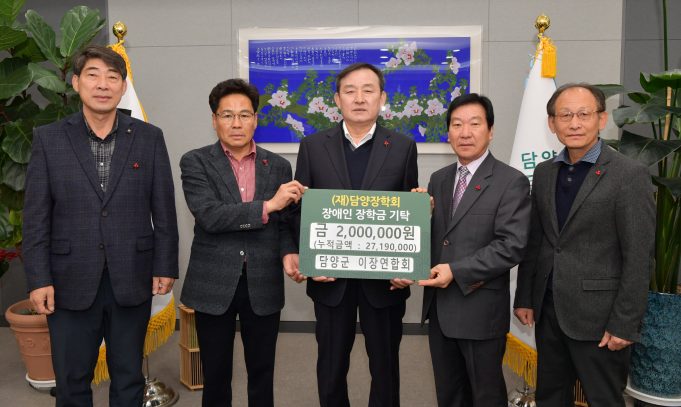 (재)담양장학회
장애인 장학금 기탁
금 2,000,000원
(누적금액 : 27,190,000)
담양군 이장연합회
담양